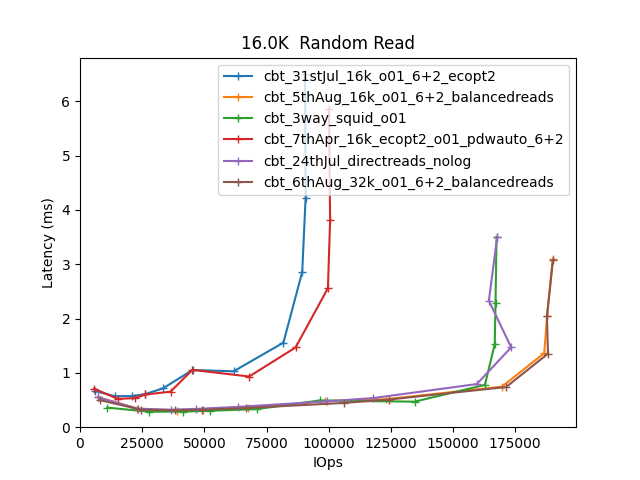 16.0K  Random Read
cbt_31stJul_16k_o01_6+2_ecopt2
cbt_5thAug_16k_o01_6+2_balancedreads
cbt_3way_squid_o01
cbt_7thApr_16k_ecopt2_o01_pdwauto_6+2
cbt_24thJul_directreads_nolog
cbt_6thAug_32k_o01_6+2_balancedreads
Latency (ms)
6
5
4
3
2
1
0
0 25000 50000 75000 100000 125000 150000 175000
IOps